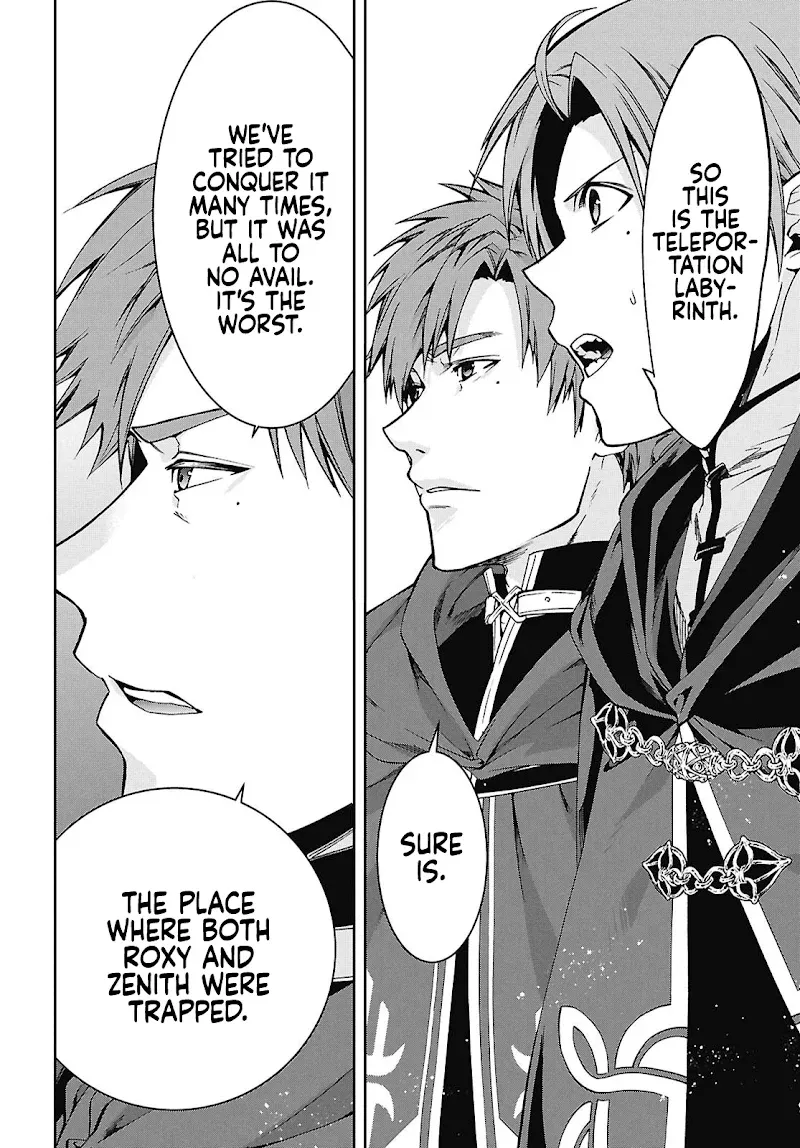 SO
THIS
IS THE
TELEPOR-
TATION
LABY-
RINTH.
SURE
IS.
WE'VE
TRIED TO
CONQUER IT
MANY TIMES,
BUT IT WAS
ALL TO
NO AVAIL.
IT'S THE
WORST.
THE PLACE
WHERE BOTH
ROXY AND
ZENITH WERE
TRAPPED.